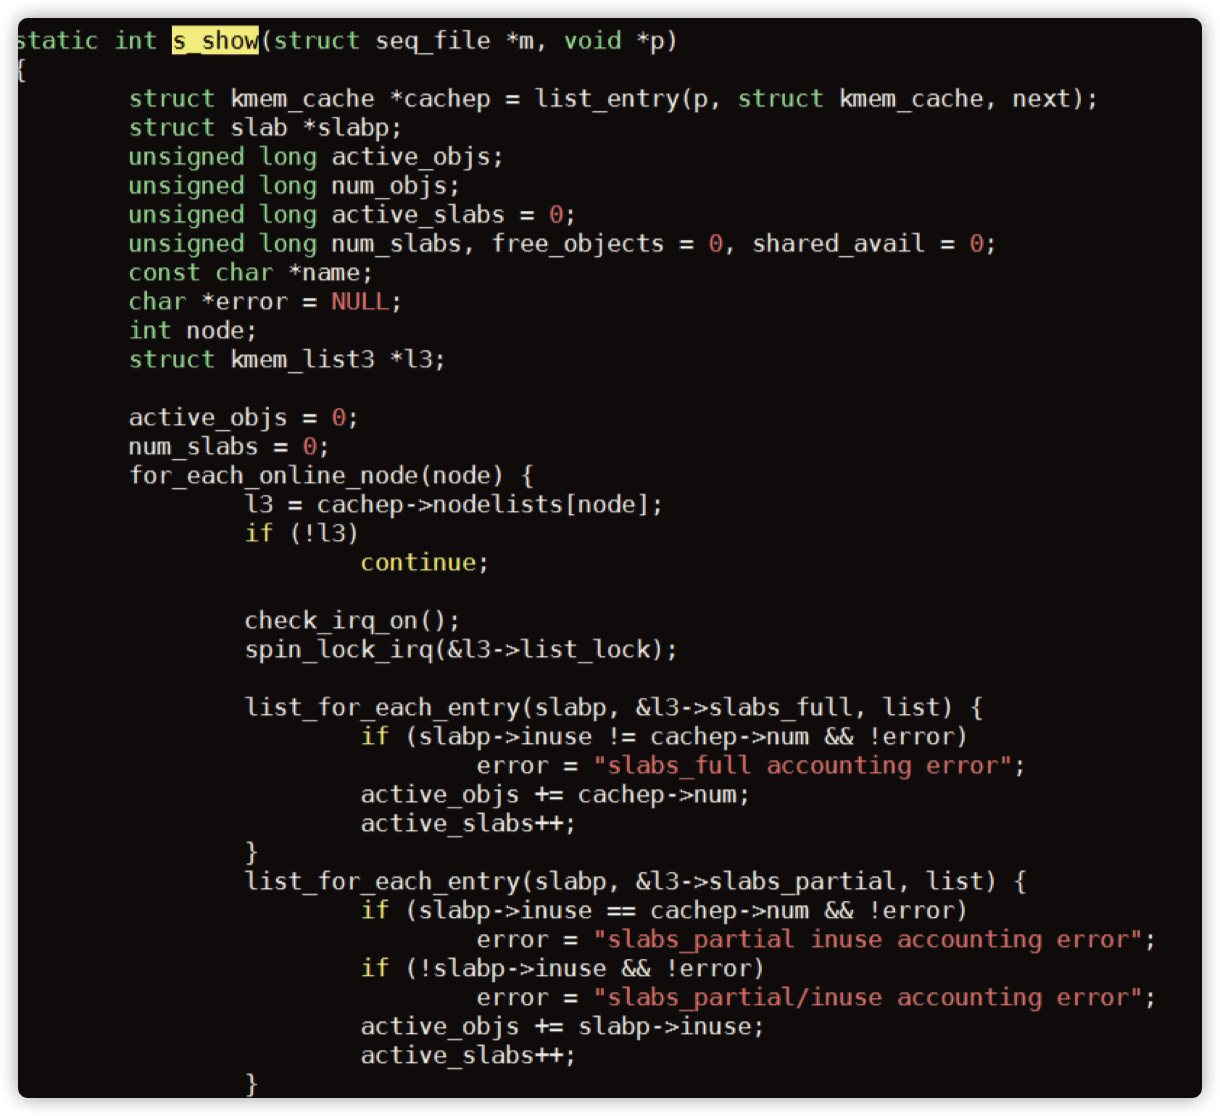 static int s_show(struct seq_file *m, void *p)
{
        struct kmem_cache *cachep = list_entry(p, struct kmem_cache, next);
        struct slab *slabp;
        unsigned long active_objs;
        unsigned long num_objs;
        unsigned long active_slabs = 0;
        unsigned long num_slabs, free_objects = 0, shared_avail = 0;
        const char *name;
        char *error = NULL;
        int node;
        struct kmem_list3 *l3;

        active_objs = 0;
        num_slabs = 0;
        for_each_online_node(node) {
                l3 = cachep->nodelists[node];
                if (!l3)
                        continue;

                check_irq_on();
                spin_lock_irq(&l3->list_lock);

                list_for_each_entry(slabp, &l3->slabs_full, list) {
                        if (slabp->inuse != cachep->num && !error)
                                error = "slabs_full accounting error";
                        active_objs += cachep->num;
                        active_slabs++;
                }
                list_for_each_entry(slabp, &l3->slabs_partial, list) {
                        if (slabp->inuse == cachep->num && !error)
                                error = "slabs_partial inuse accounting error";
                        if (!slabp->inuse && !error)
                                error = "slabs_partial/inuse accounting error";
                        active_objs += slabp->inuse;
                        active_slabs++;
                }